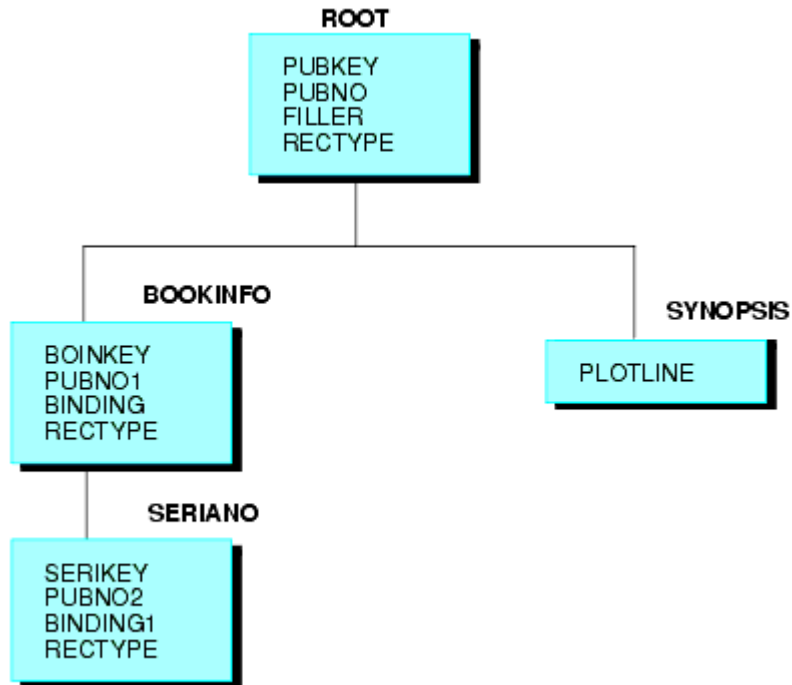 ROOT
PUBKEY
PUBNO
FILLER
RECTYPE
BOOKINFO
BOINKEY
PUBNO1
BINDING
RECTYPE
SYNOPSIS
PLOTLINE
SERIANO
SERIKEY
PUBNO2
BINDING1
RECTYPE